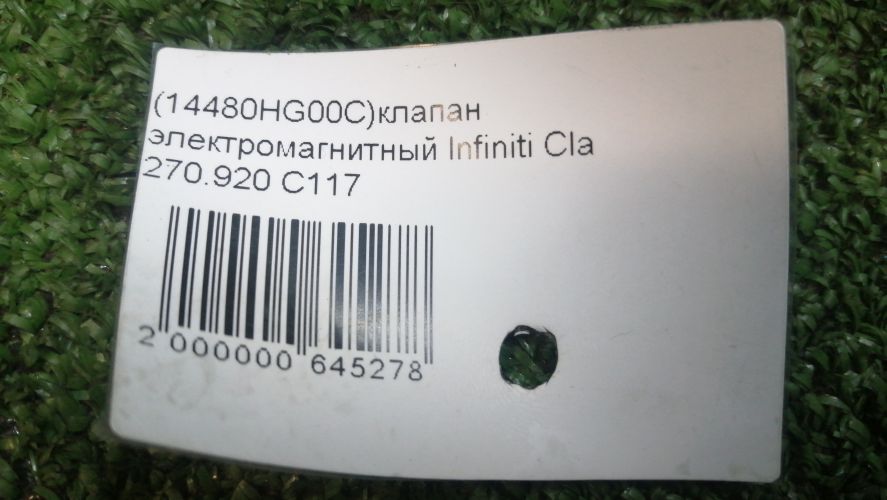 (14480HG00C)клапан
электромагнитный Infiniti Cla
270.920 C117
2 000000 645278